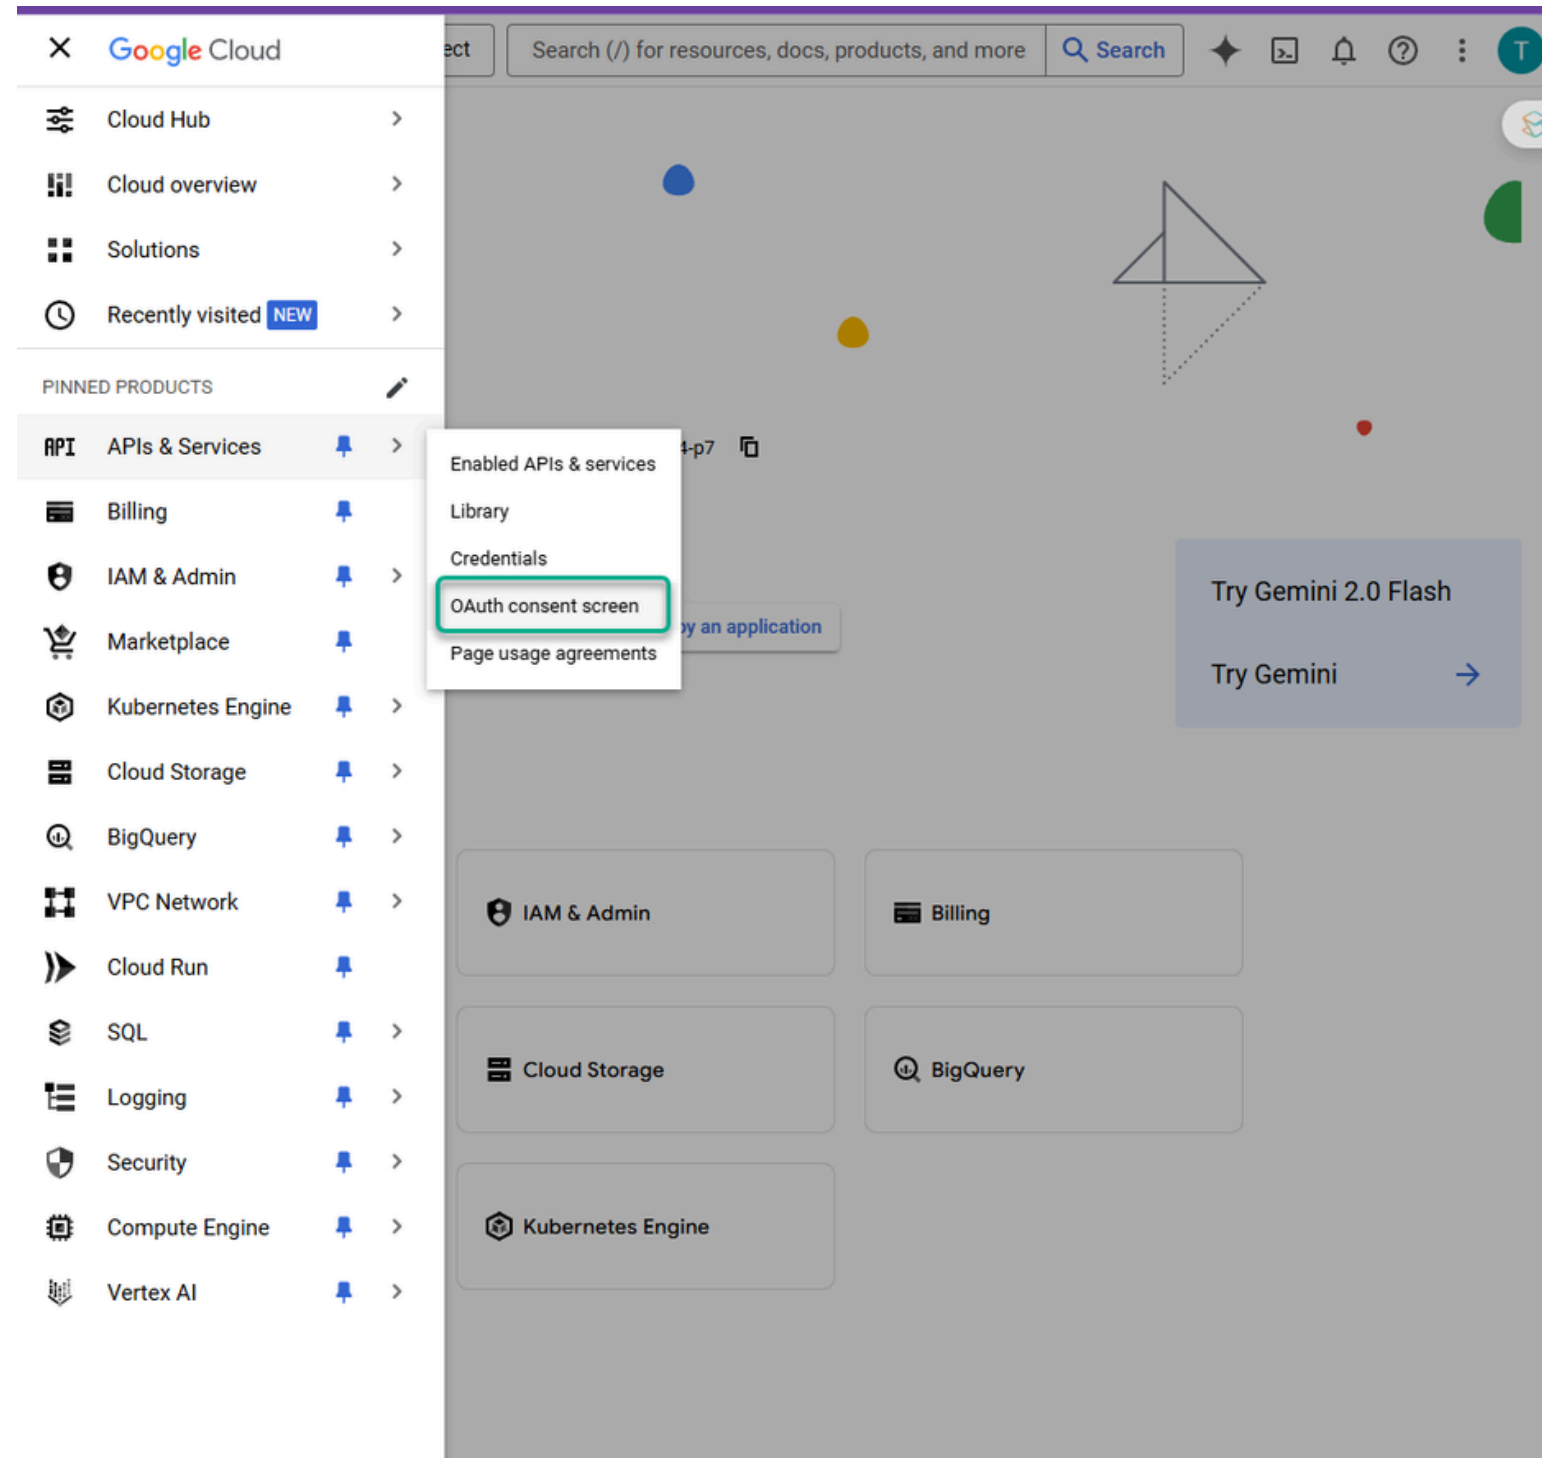 Google Cloud
ect
Search (/) for resources, docs, products, and more
Search
T
Cloud Hub
Cloud overview
Solutions
Recently visited NEW
PINNED PRODUCTS
API APIs & Services
Billing
IAM & Admin
Marketplace
Kubernetes Engine
Cloud Storage
BigQuery
VPC Network
Cloud Run
SQL
Logging
Security
Compute Engine
Vertex AI
Enabled APIs & services
Library
Credentials
OAuth consent screen
Page usage agreements
4-p7
oy an application
Try Gemini 2.0 Flash
Try Gemini
IAM & Admin
Billing
Cloud Storage
BigQuery
Kubernetes Engine